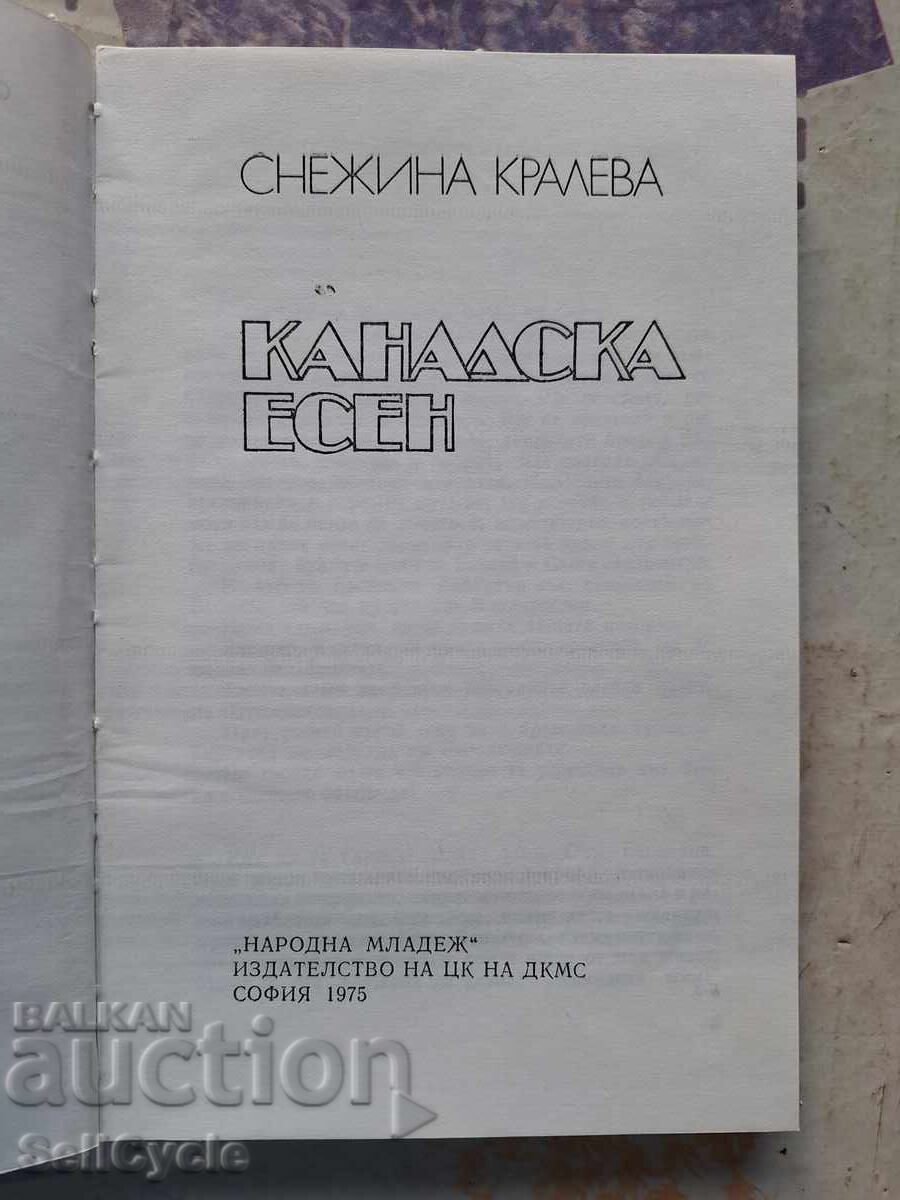 СНЕЖИНА КРАЛЕВА
КАНАДСКА
ЕСЕН
„НАРОДНА МЛАДЕЖ“
ИЗДАТЕЛСТВО НА ЦК НА ДКМС
СОФИЯ 1975
BALKAN
auction
SellCycle